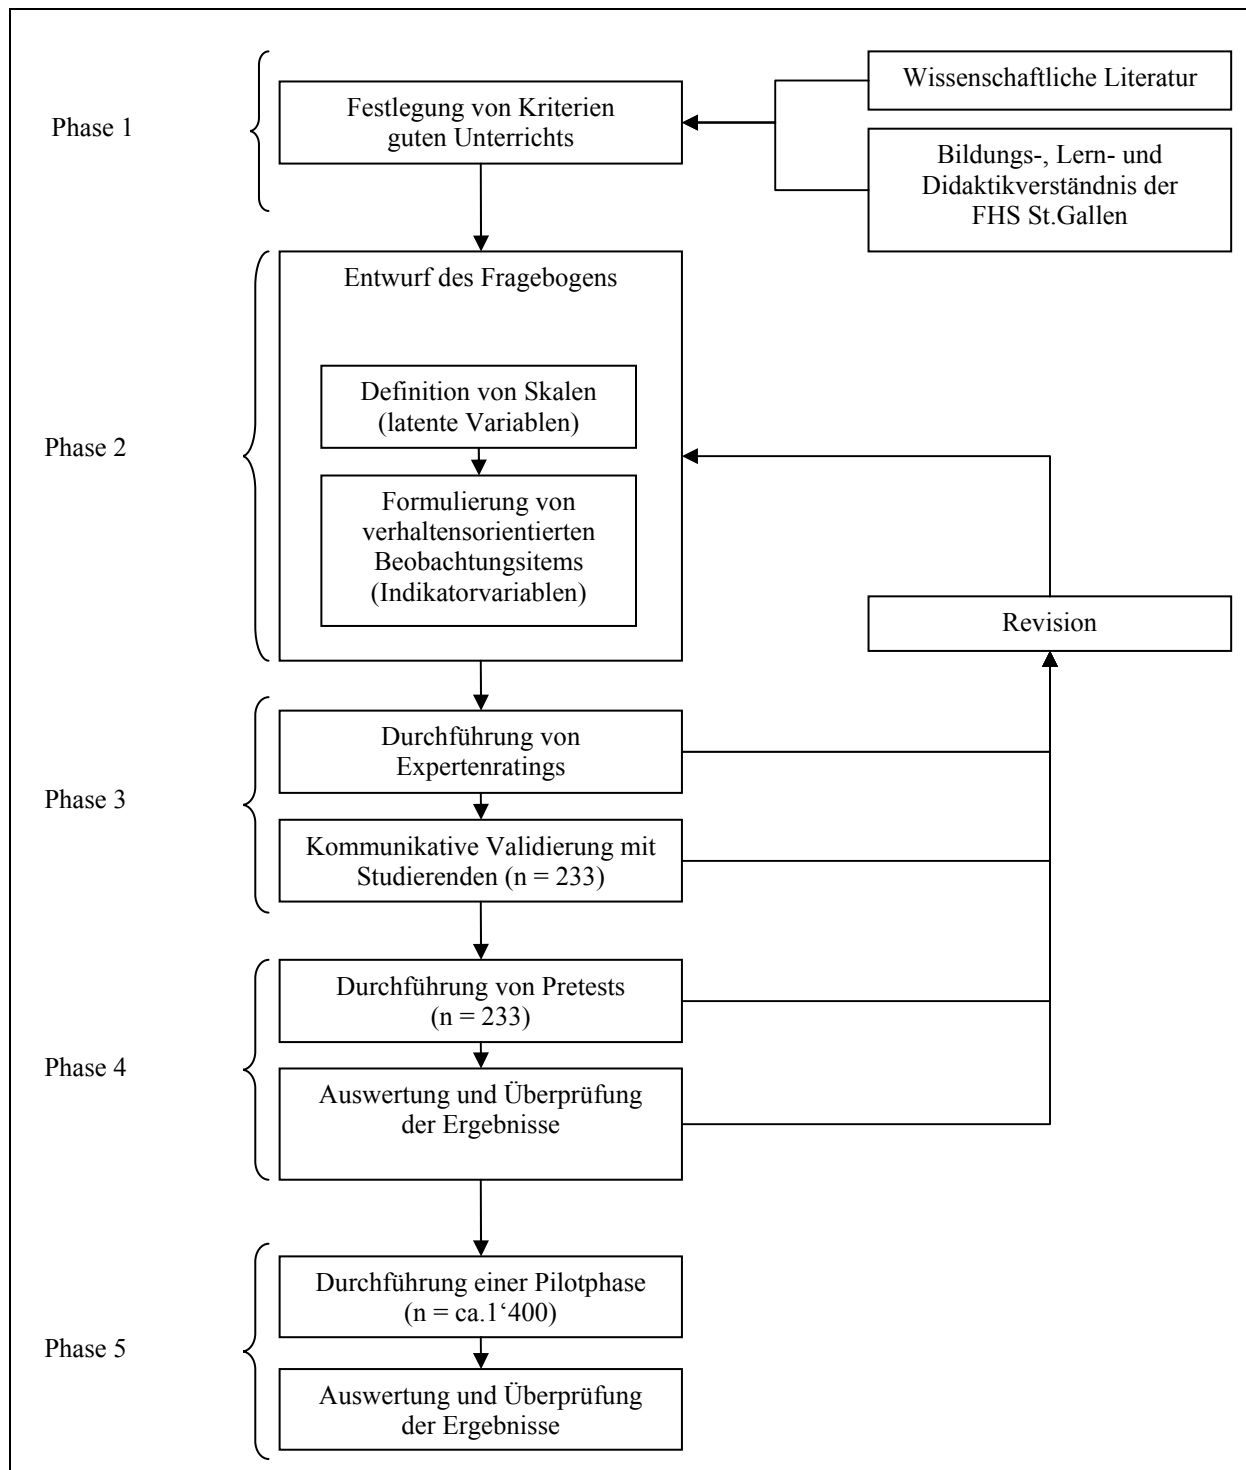 Phase 1
Festlegung von Kriterien
guten Unterrichts
Wissenschaftliche Literatur
Bildungs-, Lern- und
Didaktikverständnis der
FHS St.Gallen
Phase 2
Entwurf des Fragebogens
Definition von Skalen
(latente Variablen)
Formulierung von
verhaltensorientierten
Beobachtungsitems
(Indikatorvariablen)
Revision
Phase 3
Durchführung von
Expertenratings
Kommunikative Validierung mit
Studierenden (n = 233)
Phase 4
Durchführung von Pretests
(n = 233)
Auswertung und Überprüfung
der Ergebnisse
Phase 5
Durchführung einer Pilotphase
(n = ca.1‘400)
Auswertung und Überprüfung
der Ergebnisse